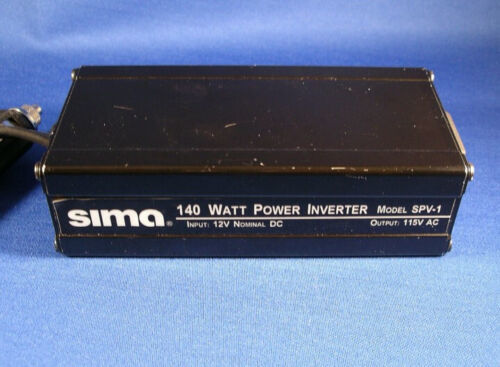 sima® 140 WATT POWER INVERTER MODEL SPV-1
INPUT: 12V NOMINAL DC OUTPUT: 115V AC